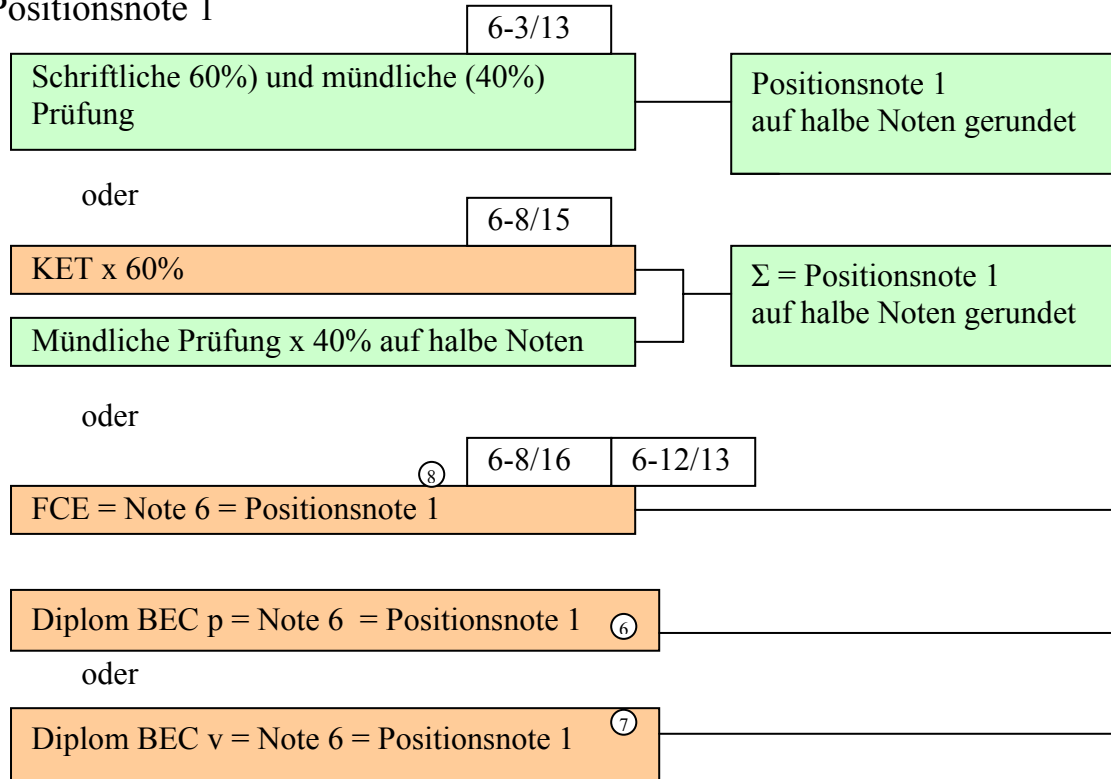 Positionsnote 1
6-3/13
Schriftliche 60%) und mündliche (40%)
Prüfung
Positionsnote 1
auf halbe Noten gerundet
oder
6-8/15
KET x 60%
Mündliche Prüfung x 40% auf halbe Noten
Σ = Positionsnote 1
auf halbe Noten gerundet
oder
8
6-8/16
6-12/13
FCE = Note 6 = Positionsnote 1
Diplom BEC p = Note 6 = Positionsnote 1
6
oder
Diplom BEC v = Note 6 = Positionsnote 1
7